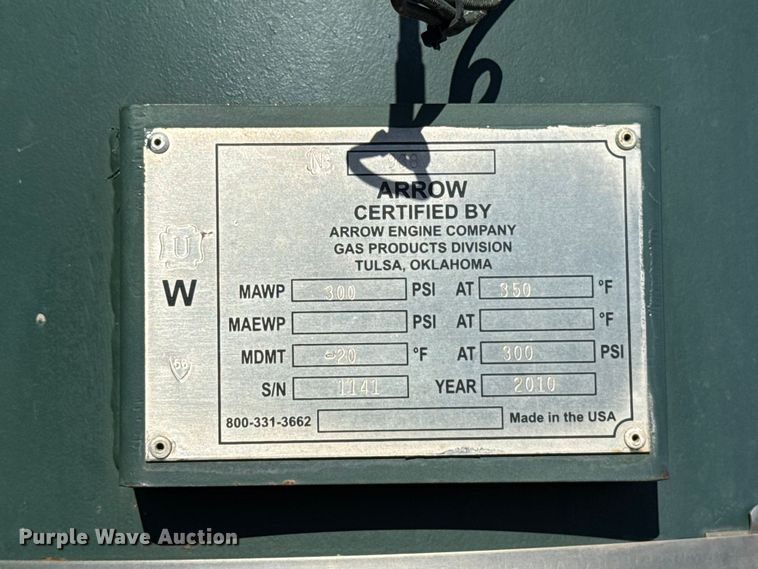 U
W
ARROW
CERTIFIED BY
ARROW ENGINE COMPANY
GAS PRODUCTS DIVISION
TULSA, OKLAHOMA
MAWP 300 PSI AT 350 °F
MAEWP PSI AT °F
MDMT -20 °F AT 300 PSI
S/N 1141 YEAR 2010
800-331-3662 Made in the USA
Purple Wave Auction